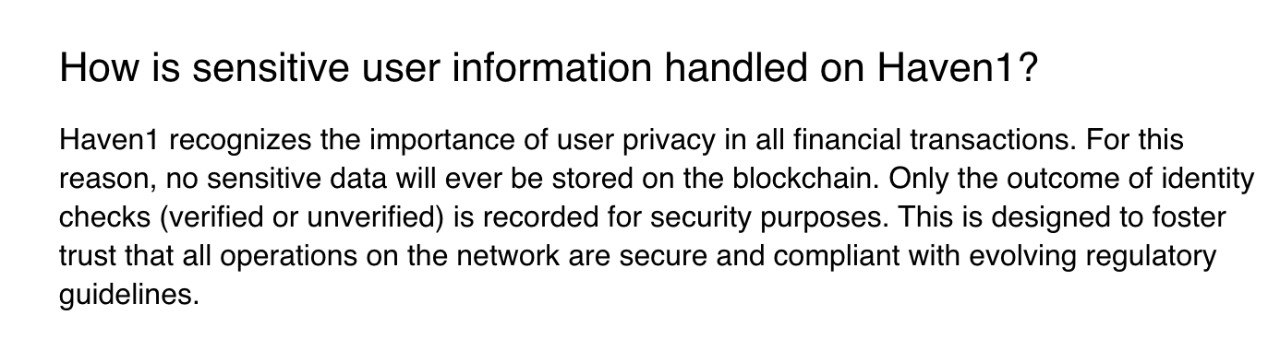 How is sensitive user information handled on Haven1?
Haven1 recognizes the importance of user privacy in all financial transactions. For this
reason, no sensitive data will ever be stored on the blockchain. Only the outcome of identity
checks (verified or unverified) is recorded for security purposes. This is designed to foster
trust that all operations on the network are secure and compliant with evolving regulatory
guidelines.